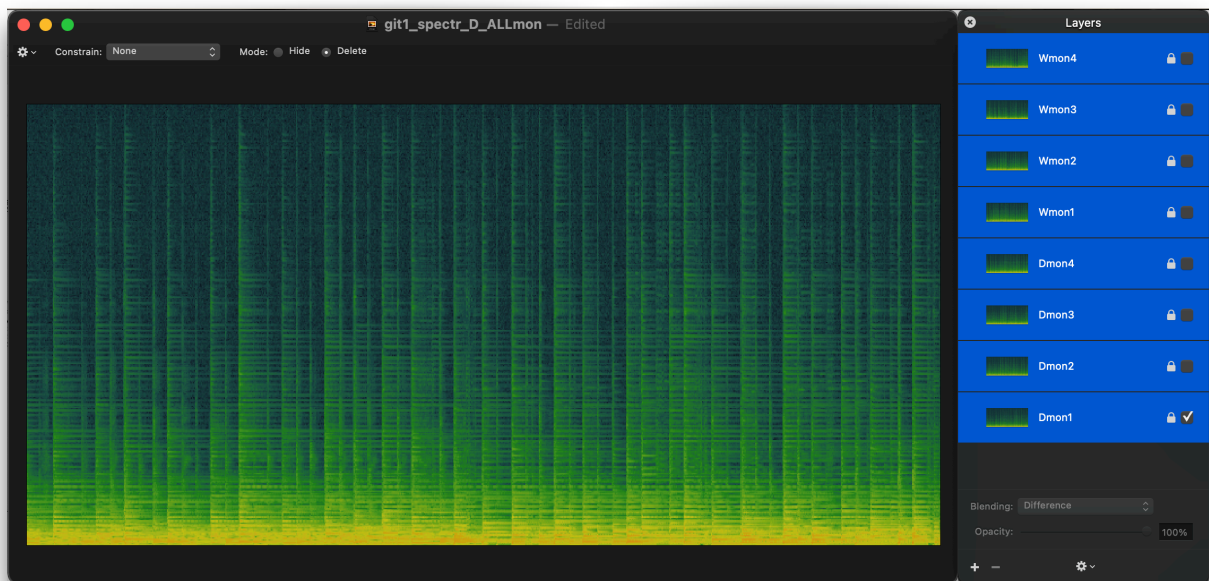 git1_spectr_D_ALLmon — Edited
Constrain: None Mode: Hide Delete
Layers
Wmon4
Wmon3
Wmon2
Wmon1
Dmon4
Dmon3
Dmon2
Dmon1
Blending: Difference
Opacity: 100%